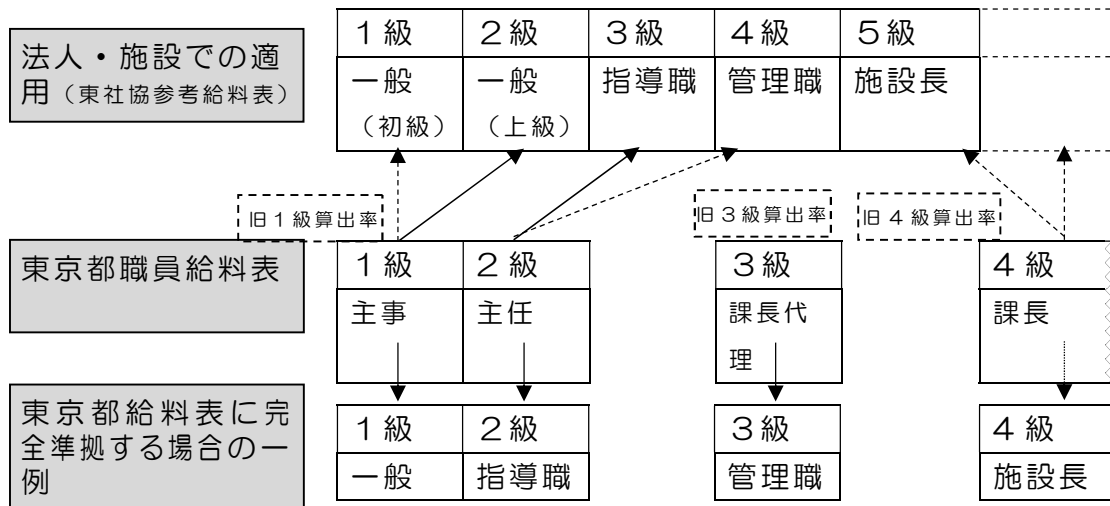 法人・施設での適
用（東社協参考給料表）
１級 ２級 ３級 ４級 ５級
一般 一般 指導職 管理職 施設長
（初級） （上級）
旧１級算出率 旧３級算出率 旧４級算出率
東京都職員給料表
１級 ２級 ３級 ４級
主事 主任 課長代 課長
理
東京都給料表に完
全準拠する場合の一
例
１級 ２級 ３級 ４級
一般 指導職 管理職 施設長